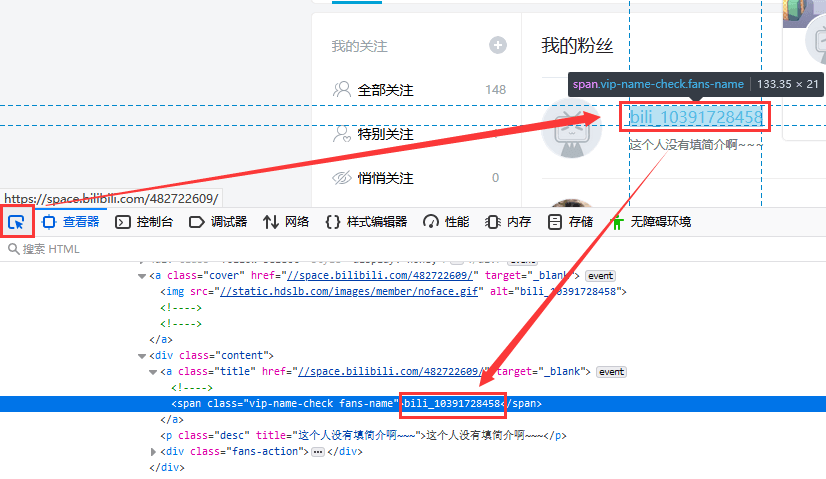 我的关注
全部关注 148
特别关注 0
悄悄关注 0
我的粉丝
span.vip-name-check.fans-name 133.35 × 21
bili_10391728458
这个人没有填简介啊~~~
https://space.bilibili.com/482722609/
查看器 控制台 调试器 网络 样式编辑器 性能 内存 存储 无障碍环境
搜索 HTML
<a class="cover" href="//space.bilibili.com/482722609/" target="_blank"> event
<img src="//static.hdslb.com/images/member/noface.gif" alt="bili_10391728458">
<!---->
<!---->
</a>
<div class="content">
<a class="title" href="//space.bilibili.com/482722609/" target="_blank"> event
<!---->
<span class="vip-name-check fans-name">bili_10391728458</span>
</a>
<p class="desc" title="这个人没有填简介啊~~~">这个人没有填简介啊~~~</p>
<div class="fans-action"></div>
</div>